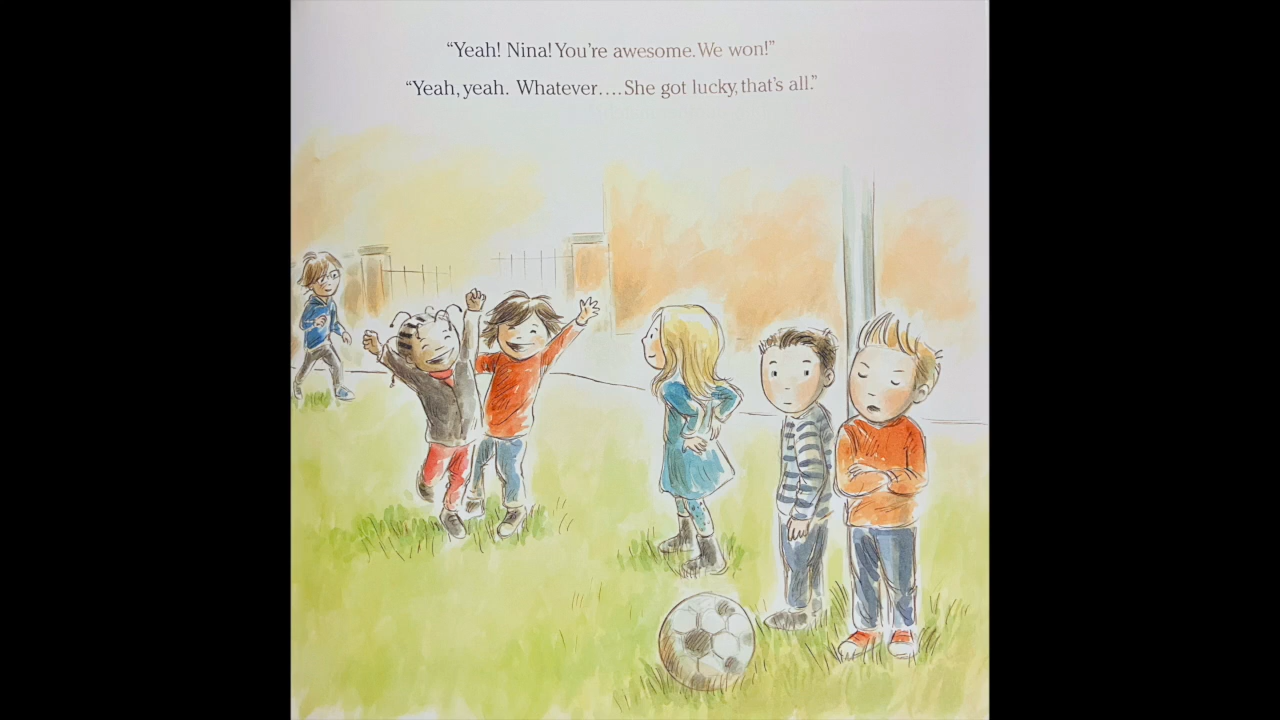 “Yeah! Nina! You’re awesome. We won!”
“Yeah, yeah. Whatever.... She got lucky, that’s all.”